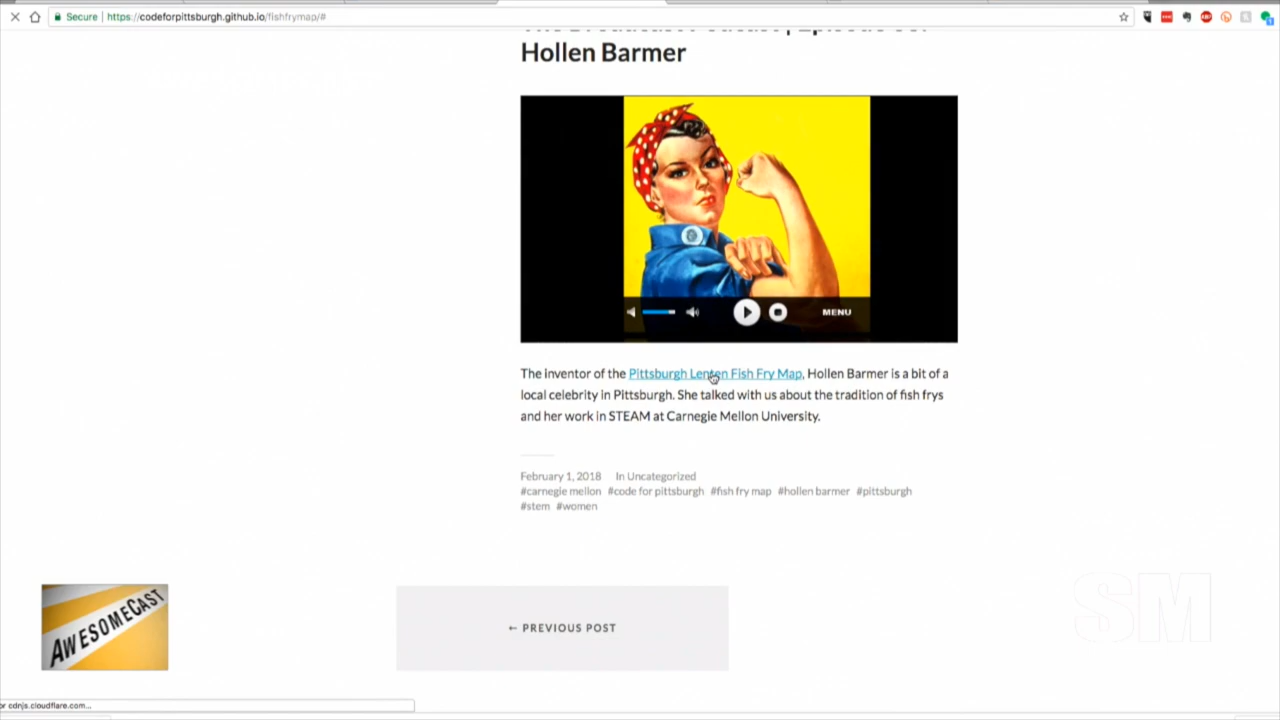 Secure https://codeforpittsburgh.github.io/fishfrymap/#
Hollen Barmer
MENU
The inventor of the Pittsburgh Lenten Fish Fry Map, Hollen Barmer is a bit of a
local celebrity in Pittsburgh. She talked with us about the tradition of fish frys
and her work in STEAM at Carnegie Mellon University.
February 1, 2018 In Uncategorized
#carnegie mellon #code for pittsburgh #fish fry map #hollen barmer #pittsburgh
#stem #women
AWESOMECAST
← PREVIOUS POST
SM
or cdnjs.cloudflare.com...